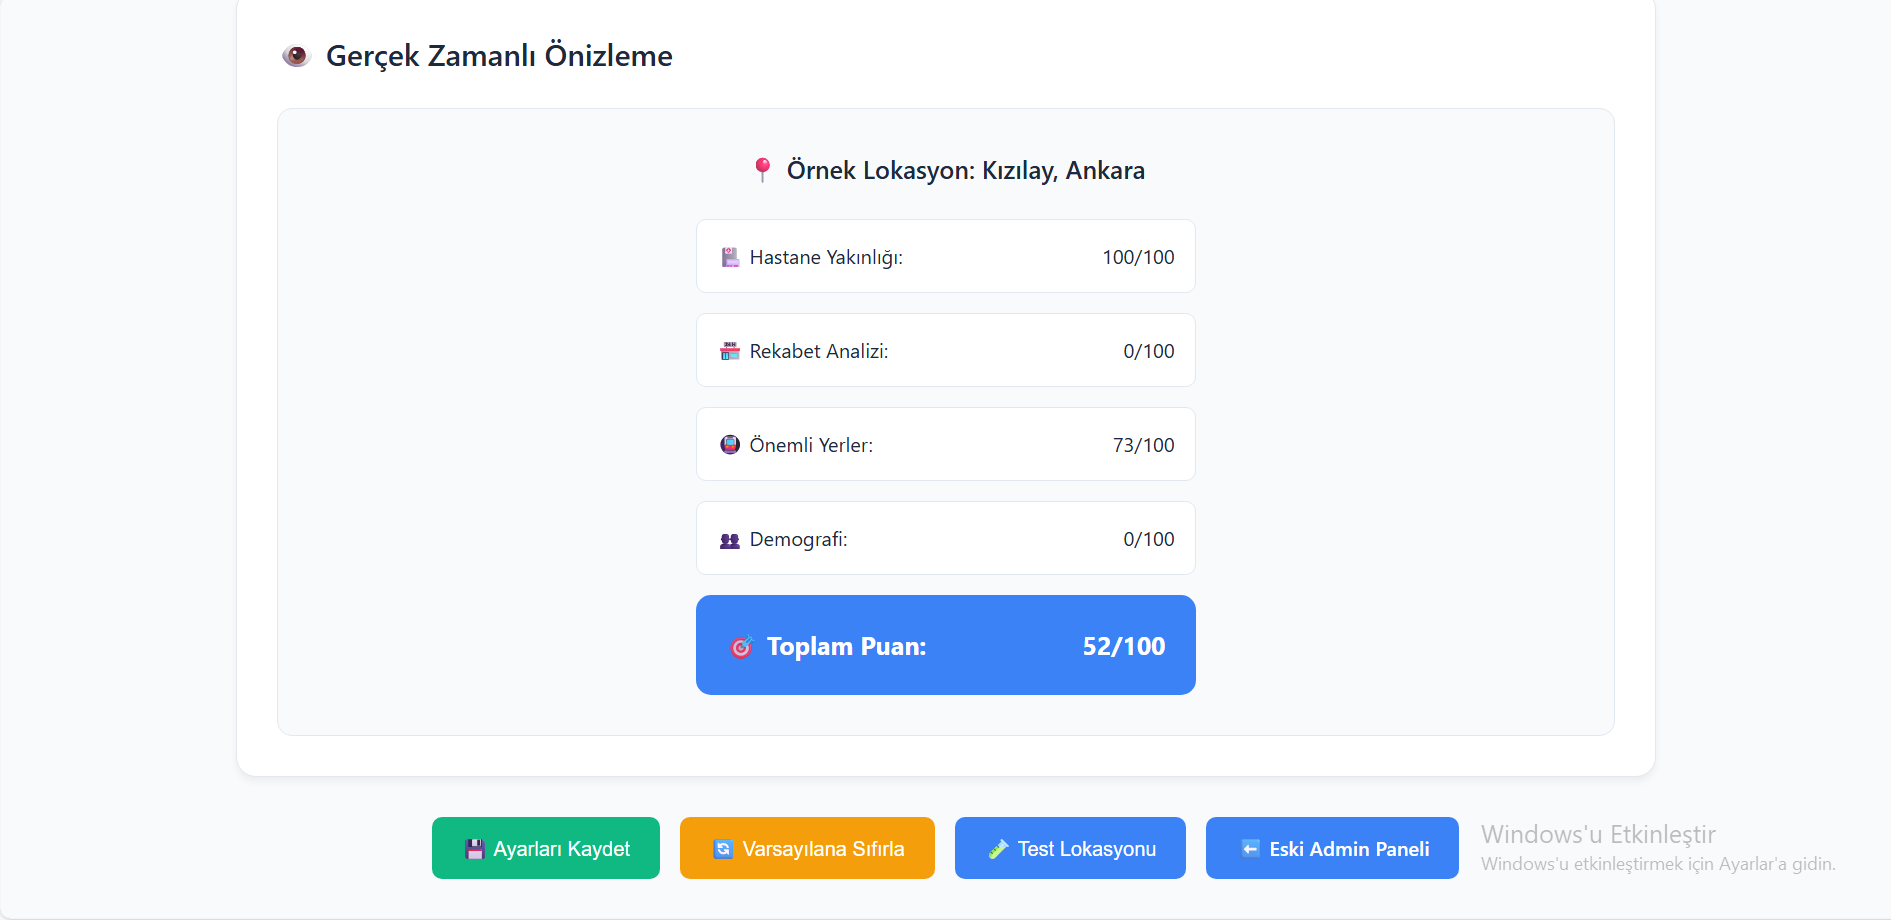 Gerçek Zamanlı Önizleme
Örnek Lokasyon: Kızılay, Ankara
Hastane Yakınlığı: 100/100
Rekabet Analizi: 0/100
Önemli Yerler: 73/100
Demografi: 0/100
Toplam Puan: 52/100
Ayarları Kaydet
Varsayılana Sıfırla
Test Lokasyonu
Eski Admin Paneli
Windows'u Etkinleştir
Windows'u etkinleştirmek için Ayarlar'a gidin.